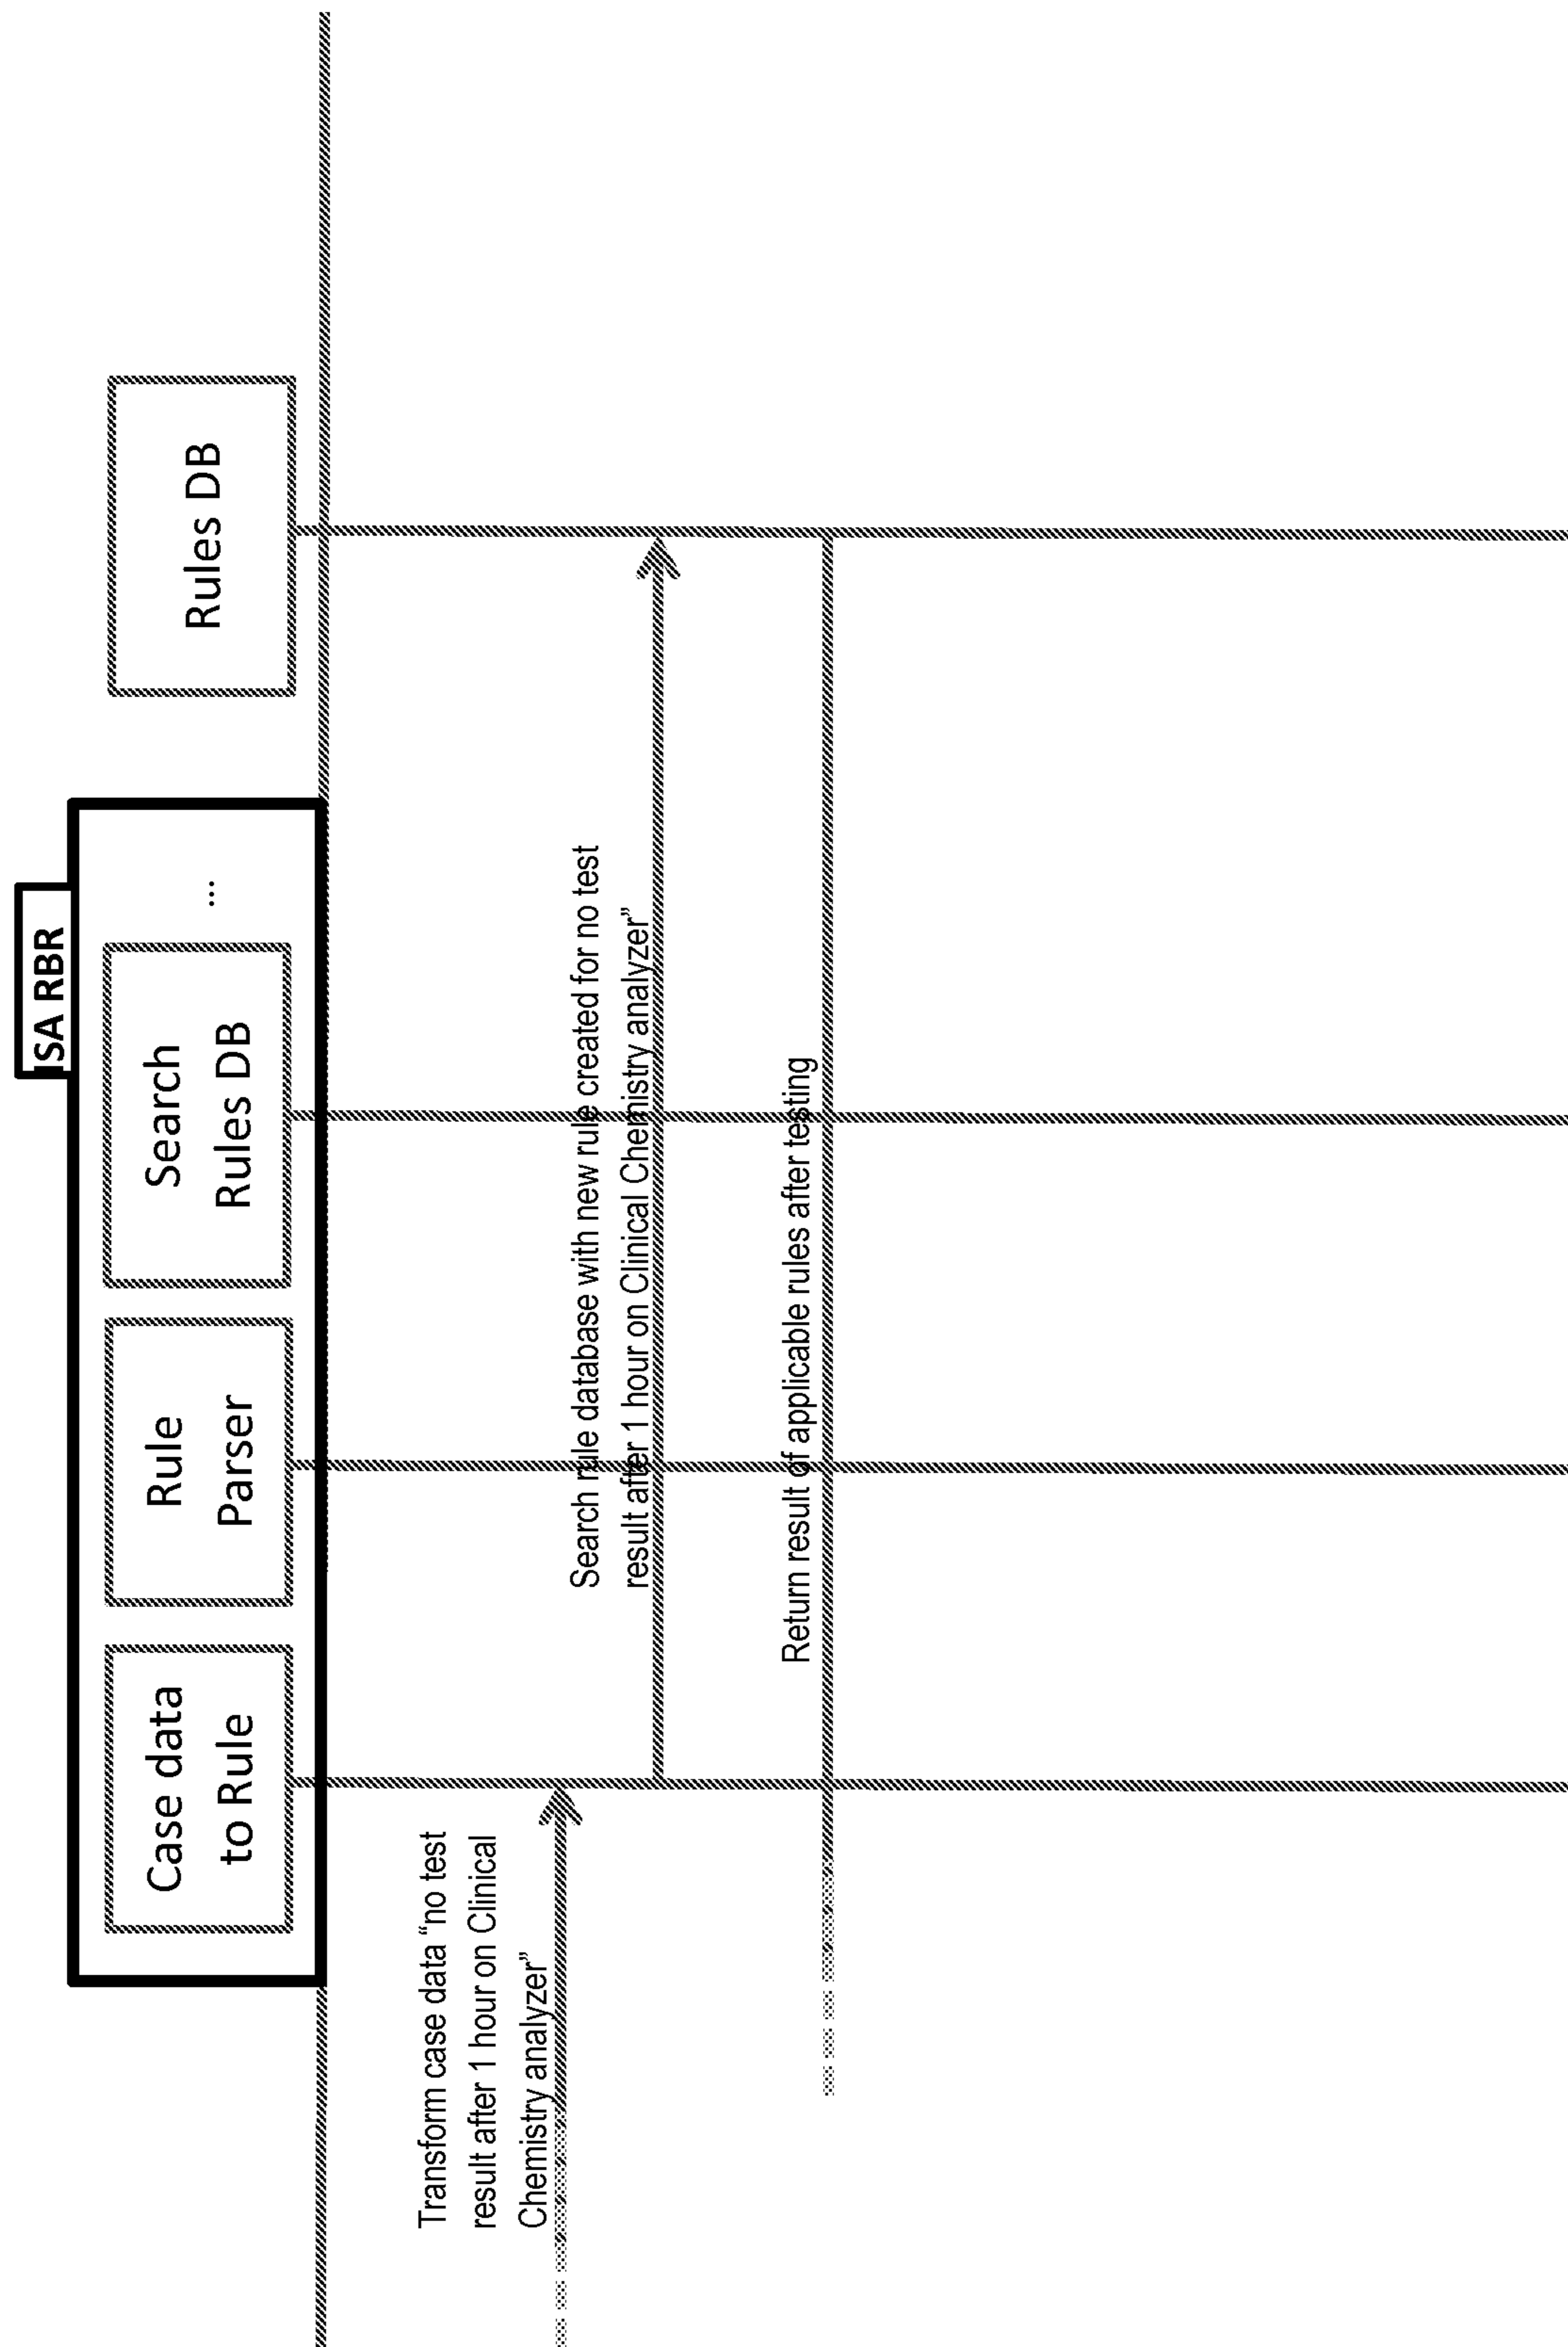 ISA RBR
Case data
to Rule
Rule
Parser
Search
Rules DB
...
Rules DB
Transform case data “no test
result after 1 hour on Clinical
Chemistry analyzer”
Search rule database with new rule created for no test
result after 1 hour on Clinical Chemistry analyzer”
Return result of applicable rules after testing